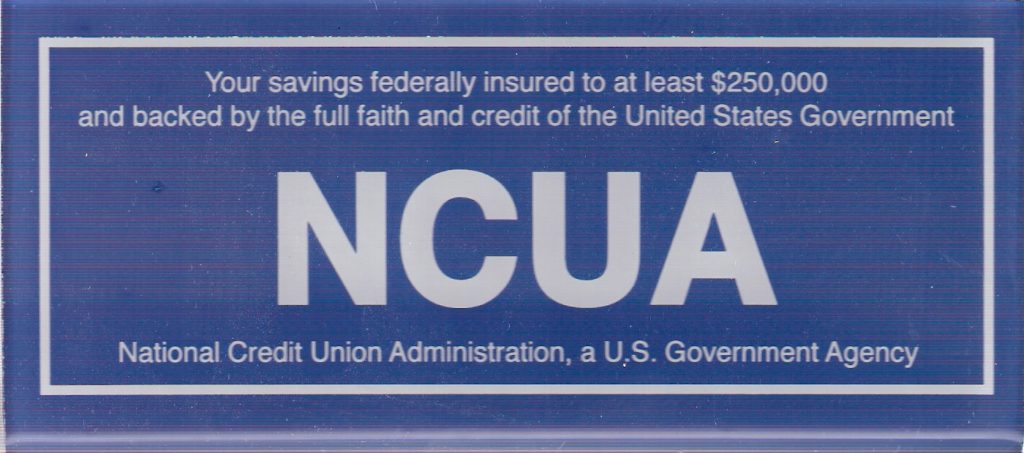 Your savings federally insured to at least $250,000
and backed by the full faith and credit of the United States Government
NCUA
National Credit Union Administration, a U.S. Government Agency